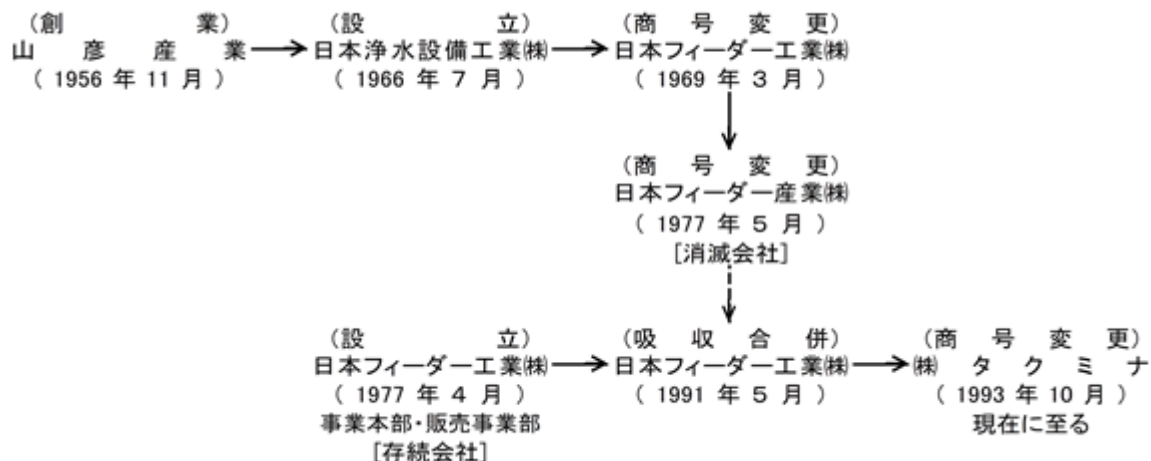 （創業）
山彦産業
（1956年11月）
（設立）
日本浄水設備工業㈱
（1966年7月）
（商号変更）
日本フィーダー工業㈱
（1969年3月）
（商号変更）
日本フィーダー産業㈱
（1977年5月）
[消滅会社]
（設立）
日本フィーダー工業㈱
（1977年4月）
事業本部・販売事業部
[存続会社]
（吸収合併）
日本フィーダー工業㈱
（1991年5月）
（商号変更）
㈱タクミナ
（1993年10月）
現在に至る